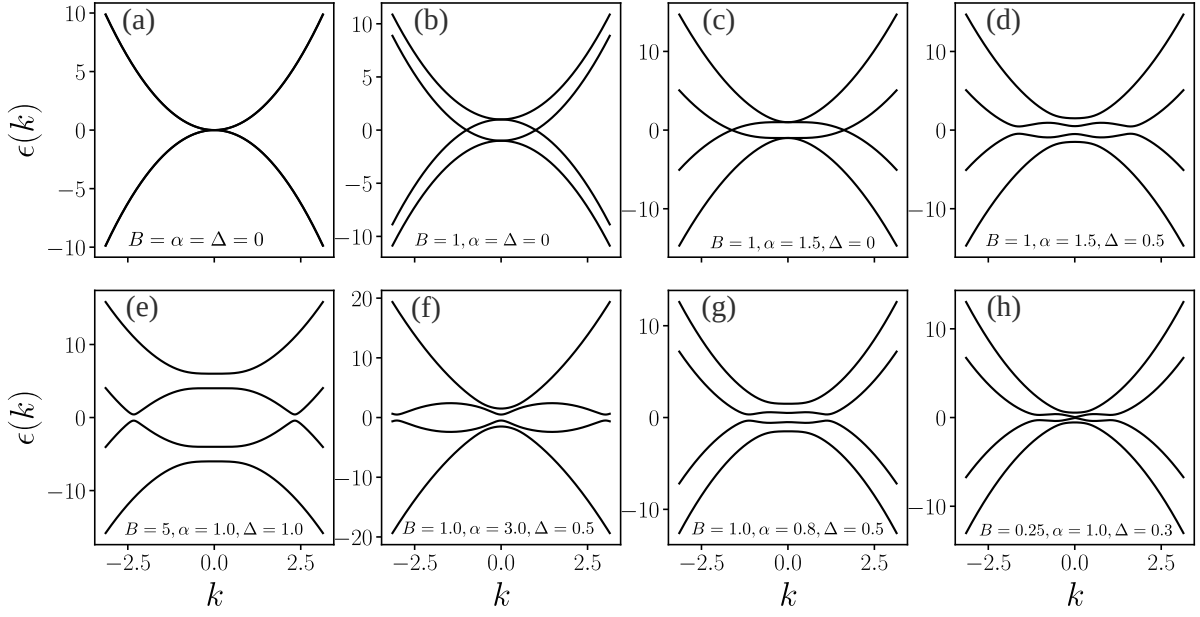 (a) (b) (c) (d)
10 10 10 10
5 5
ϵ(k) 0 0 0 0
−5 −5
−10 −10 −10 −10
B = α = Δ = 0 B = 1, α = Δ = 0 B = 1, α = 1.5, Δ = 0 B = 1, α = 1.5, Δ = 0.5
(e) (f) (g) (h)
20
10 10 10 10
ϵ(k) 0 0 0 0
−10 −10 −10 −10
−20
B = 5, α = 1.0, Δ = 1.0 B = 1.0, α = 3.0, Δ = 0.5 B = 1.0, α = 0.8, Δ = 0.5 B = 0.25, α = 1.0, Δ = 0.3
−2.5 0.0 2.5 −2.5 0.0 2.5 −2.5 0.0 2.5 −2.5 0.0 2.5
k k k k